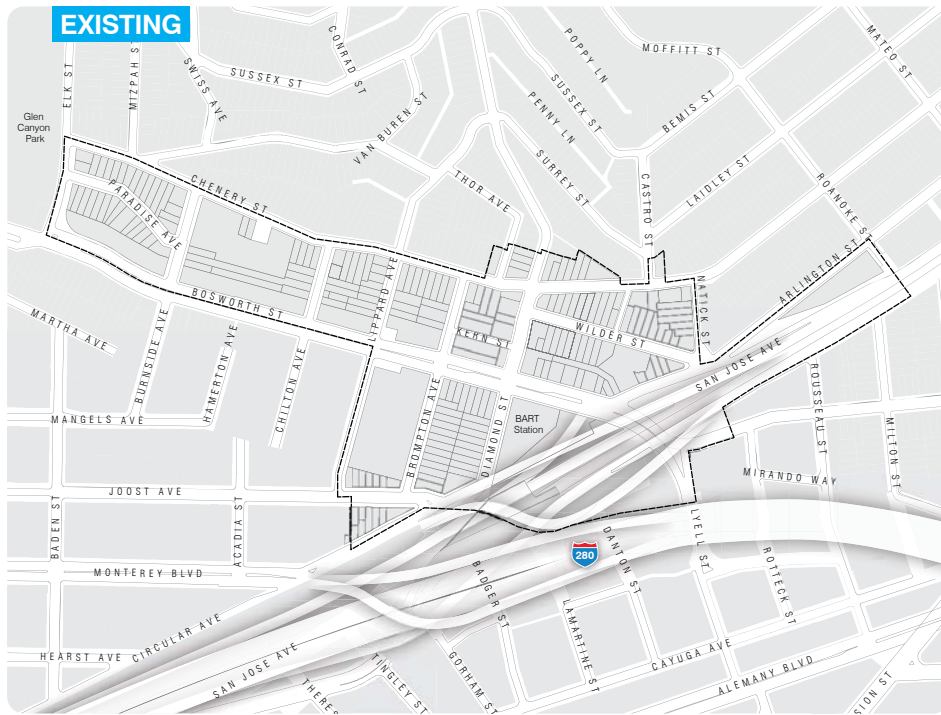 EXISTING
ELK ST
MIZPAH S
SWISS AVE
SUSSEX ST
CONRAD ST
VAN BUREN ST
POPPY LN
SUSSEX ST
PENNY LN
MOFFITT ST
MATEO ST
BEMIS ST
Glen
Canyon
Park
CHENERY ST
PARADISE AVE
THOR AVE
SURREY ST
CASTRO ST
LAIDLEY ST
ROANOKE ST
ARLINGTON ST
NATICK ST
BOSWORTH ST
LIPPARD AVE
KERN ST
WILDER ST
SAN JOSE AVE
MARTHA AVE
BURNSIDE AVE
HAMERTON AVE
CHILTON AVE
MANGELS AVE
BROMPTON AVE
DIAMOND ST
BART
Station
ROUSSEAU ST
MILTON ST
MIRANDO WAY
JOOST AVE
BADEN ST
ACADIA ST
MONTEREY BLVD
280
LYELL ST
DANTON ST
ROTTECK ST
BADGER ST
LAMARTINE ST
CIRCULAR AVE
HEARST AVE
SAN JOSE AVE
THERES
TINGLEY ST
GORHAM ST
CAYUGA AVE
ALEMANY BLVD
SION ST